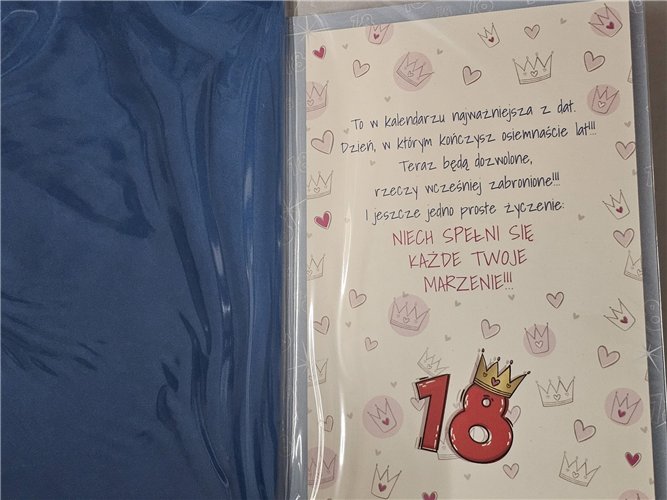 To w kalendarzu najważniejsza z dat.
Dzień, w którym kończysz osiemnaście lat!!!
Teraz będą dozwolone,
rzeczy wcześniej zabronione!!!
I jeszcze jedno proste życzenie:
NIECH SPEŁNI SIĘ
KAŻDE TWOJE
MARZENIE!!!
18